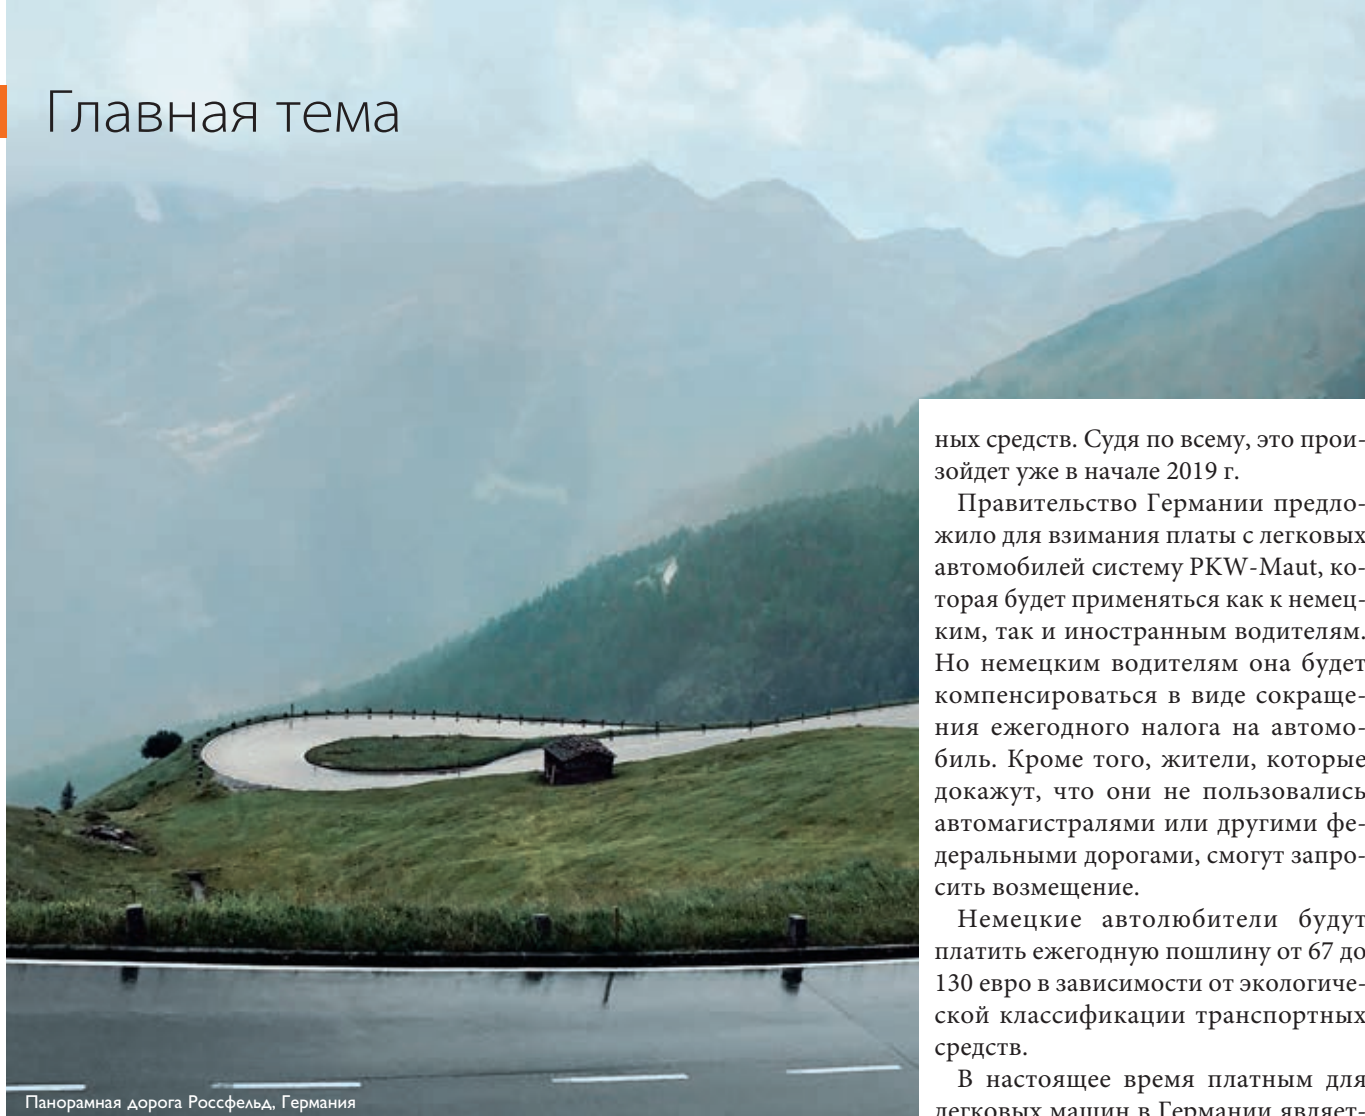 Главная тема
ных средств. Судя по всему, это прои-
зойдет уже в начале 2019 г.
Правительство Германии предло-
жило для взимания платы с легковых
автомобилей систему PKW-Maut, ко-
торая будет применяться как к немец-
ким, так и иностранным водителям.
Но немецким водителям она будет
компенсироваться в виде сокраще-
ния ежегодного налога на автомо-
биль. Кроме того, жители, которые
докажут, что они не пользовались
автомагистралями или другими фе-
деральными дорогами, смогут запро-
сить возмещение.
Немецкие автолюбители будут
платить ежегодную пошлину от 67 до
130 евро в зависимости от экологиче-
ской классификации транспортных
средств.
В настоящее время платным для
легковых машин в Германии являет-
Панорамная дорога Россфельд, Германия